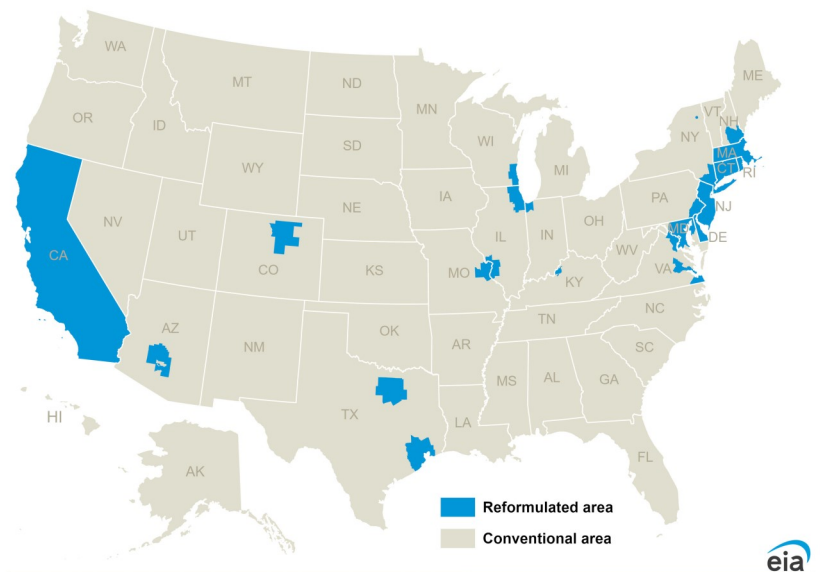 WA
MT
ND
MN
ME
OR
ID
SD
WI
MI
VT
NH
NY
WY
MA
CT
RI
NV
UT
NE
IA
PA
NJ
CA
CO
KS
MO
IL
IN
OH
WV
MD
DE
VA
KY
AZ
NM
OK
AR
TN
NC
SC
TX
LA
MS
AL
GA
FL
HI
AK
Reformulated area
Conventional area
eia